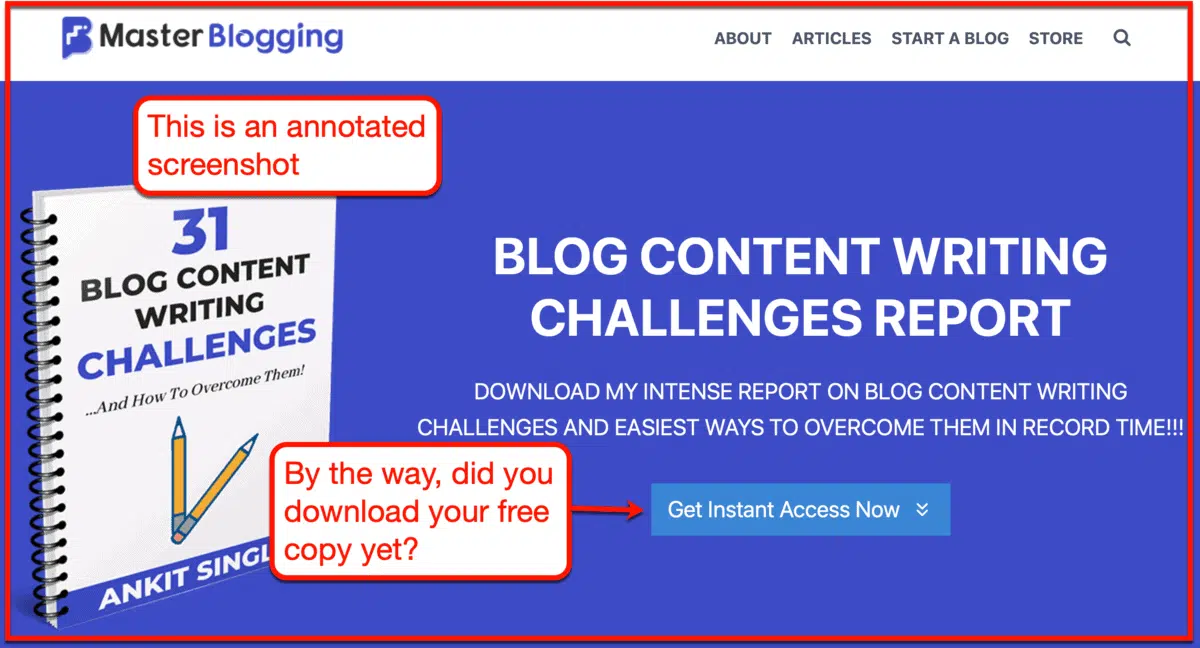 Master Blogging
ABOUT ARTICLES START A BLOG STORE
This is an annotated
screenshot
31
BLOG CONTENT
WRITING
CHALLENGES
...And How To Overcome Them!
ANKIT
BLOG CONTENT WRITING
CHALLENGES REPORT
DOWNLOAD MY INTENSE REPORT ON BLOG CONTENT WRITING
CHALLENGES AND EASIEST WAYS TO OVERCOME THEM IN RECORD TIME!!!
By the way, did you
download your free
copy yet?
Get Instant Access Now